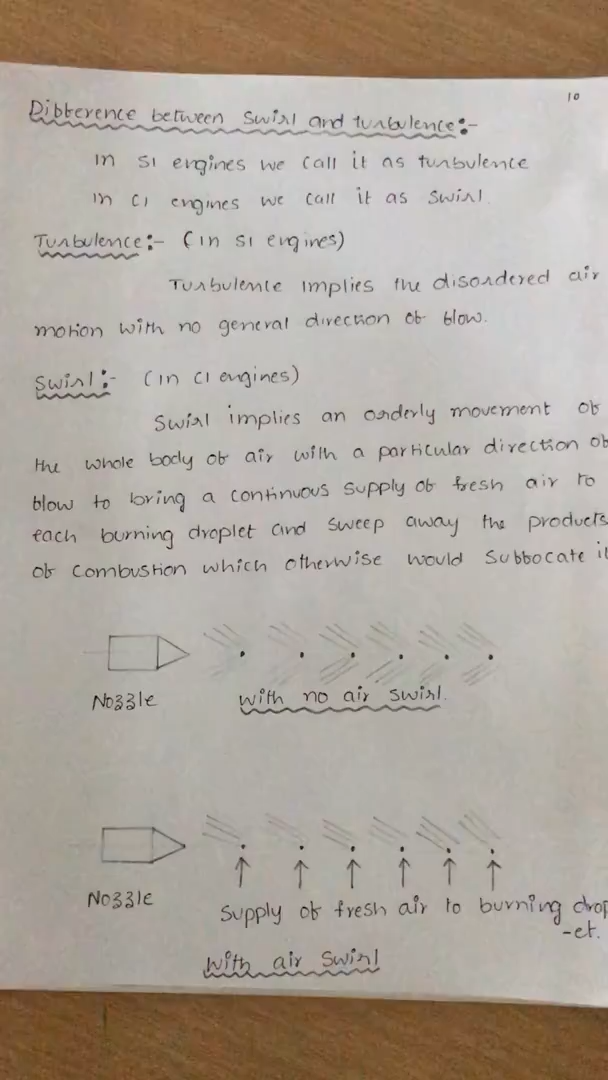 10
Difference between swirl and turbulence:-
In SI engines we call it as turbulence
In CI engines we call it as swirl.
Turbulence:- (In SI engines)
Turbulence implies the disordered air
motion with no general direction of flow.
Swirl:- (In CI engines)
Swirl implies an orderly movement of
the whole body of air with a particular direction of
flow to bring a continuous supply of fresh air to
each burning droplet and sweep away the products
of combustion which otherwise would suffocate it
Nozzle
With no air swirl.
Nozzle
Supply of fresh air to burning drop
-et.
With air swirl